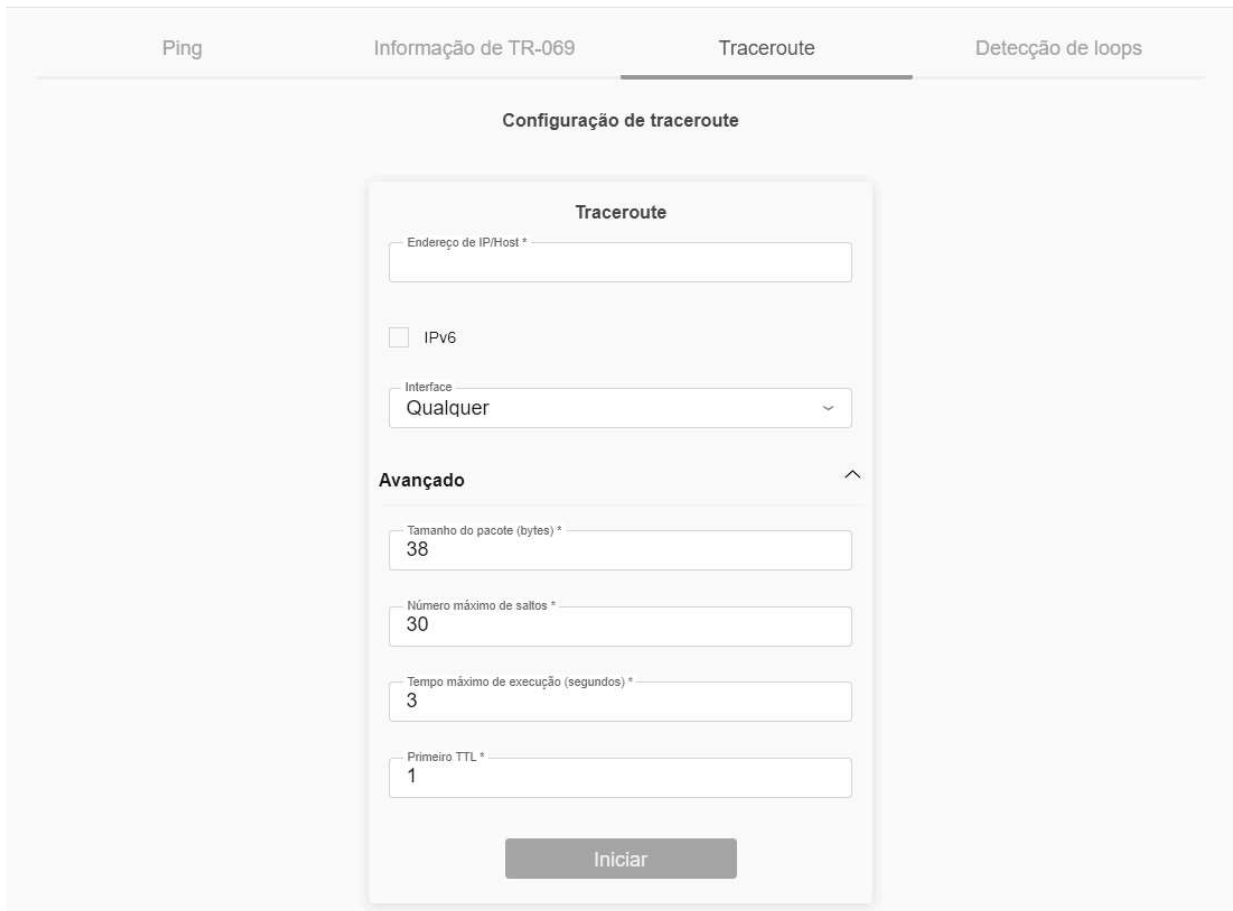 Ping Informação de TR-069 Traceroute Detecção de loops
Configuração de traceroute
Traceroute
Endereço de IP/Host *
IPv6
Interface
Qualquer
Avançado
Tamanho do pacote (bytes) *
38
Número máximo de saltos *
30
Tempo máximo de execução (segundos) *
3
Primeiro TTL *
1
Iniciar